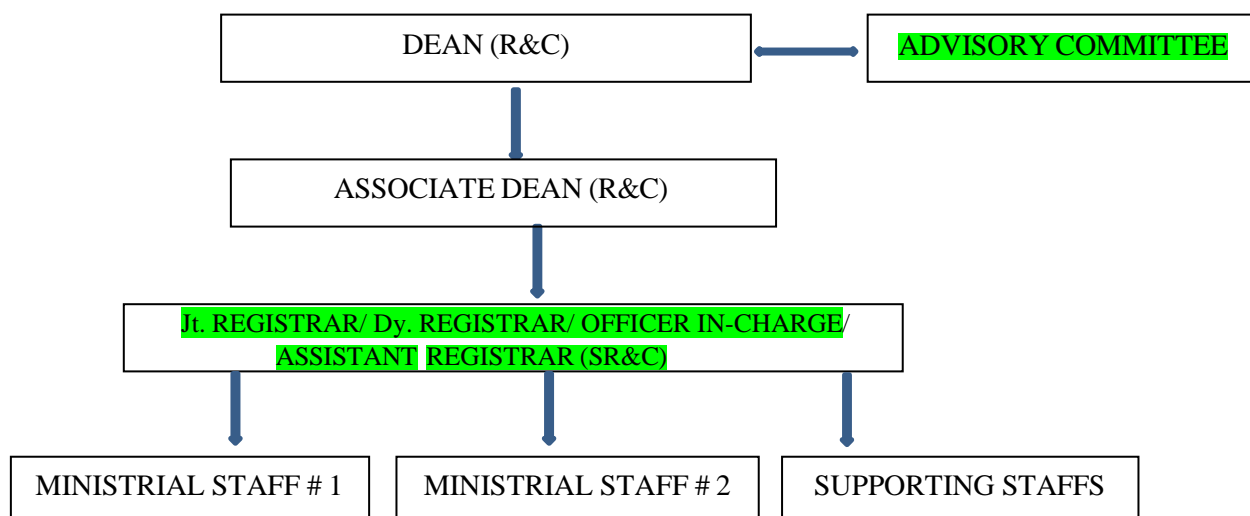 DEAN (R&C)
ADVISORY COMMITTEE
ASSOCIATE DEAN (R&C)
Jt. REGISTRAR/ Dy. REGISTRAR/ OFFICER IN-CHARGE/
ASSISTANT REGISTRAR (SR&C)
MINISTRIAL STAFF # 1
MINISTRIAL STAFF # 2
SUPPORTING STAFFS